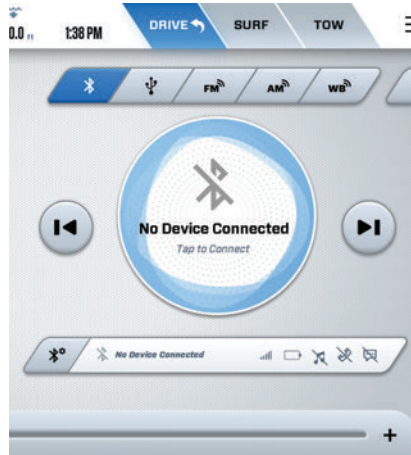 0.0 ft 1:38 PM DRIVE SURF TOW
FM AM WB
No Device Connected
Tap to Connect
No Device Connected
+